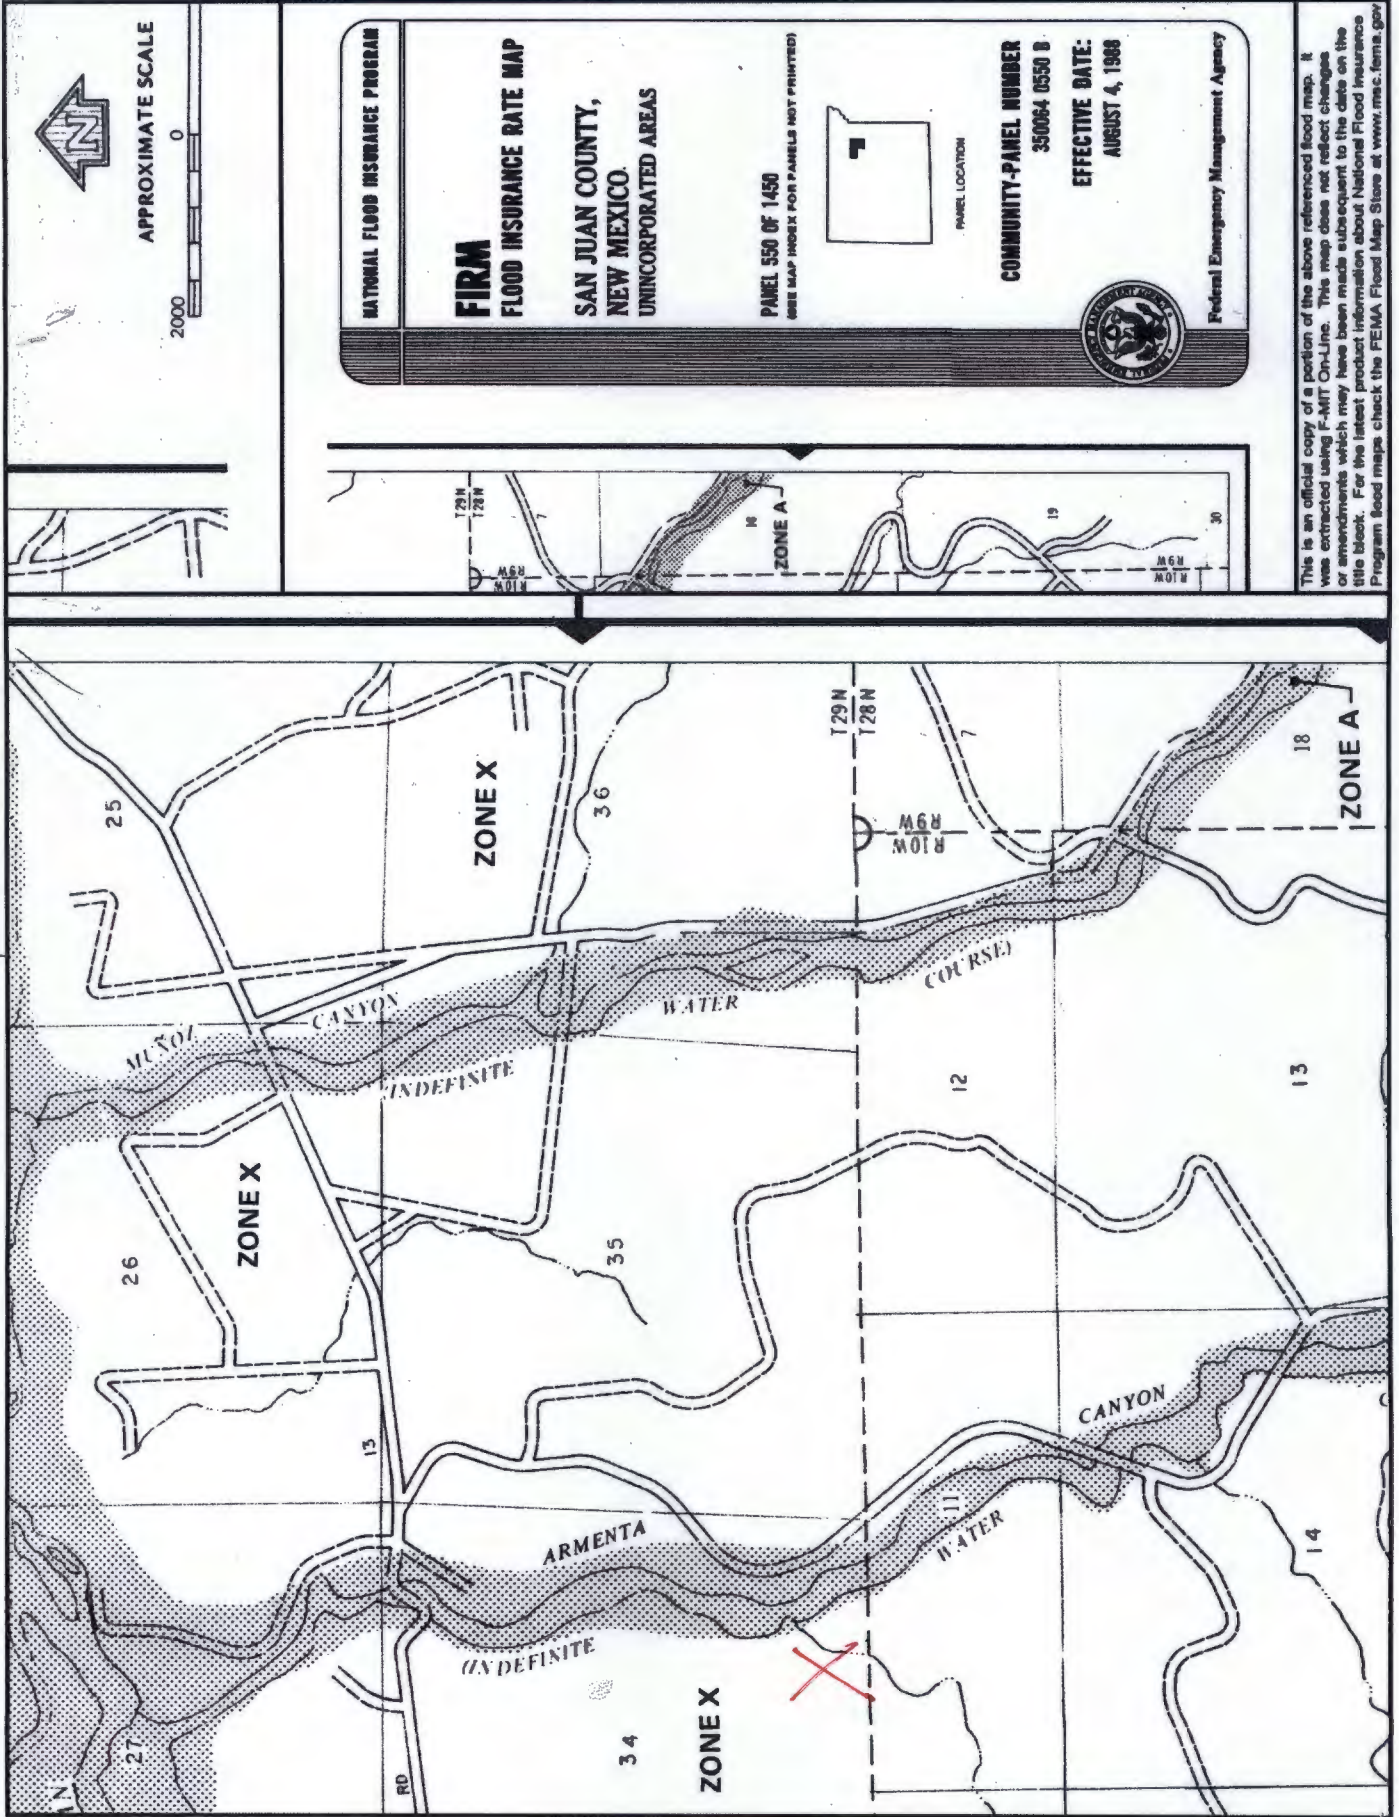 APPROXIMATE SCALE
2000 0
N
NATIONAL FLOOD INSURANCE PROGRAM
FIRM
FLOOD INSURANCE RATE MAP
SAN JUAN COUNTY,
NEW MEXICO
UNINCORPORATED AREAS
PANEL 550 OF 1450
(SEE MAP INDEX FOR PANELS NOT PRINTED)
PANEL LOCATION
COMMUNITY-PANEL NUMBER
350064 0550 B
EFFECTIVE DATE:
AUGUST 4, 1988
Federal Emergency Management Agency
This is an official copy of a portion of the above referenced flood map. It
was extracted using F-MIT On-Line. This map does not reflect changes
or amendments which may have been made subsequent to the date on the
title block. For the latest product information about National Flood Insurance
Program flood maps check the FEMA Flood Map Store at www.msc.fema.gov
T29N
T28N
R9W
R10W
7
ZONE A
19
R9W
R10W
30
25
ZONE X
36
T29N
T28N
R9W
R10W
7
18
ZONE A
MUÑOZ
CANYON
(INDEFINITE
WATER
COURSE)
12
13
26
ZONE X
35
13
ARMENTA
CANYON
(INDEFINITE
WATER
11
14
27
RD
34
ZONE X